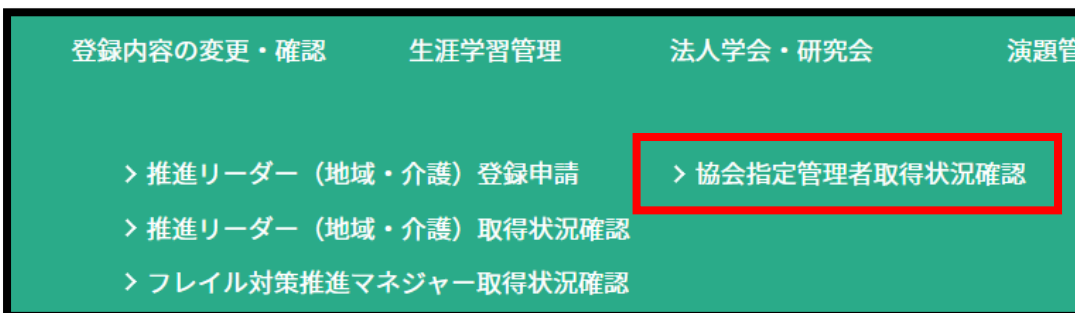 登録内容の変更・確認 生涯学習管理 法人学会・研究会 演題管
> 推進リーダー（地域・介護）登録申請 > 協会指定管理者取得状況確認
> 推進リーダー（地域・介護）取得状況確認
> フレイル対策推進マネジャー取得状況確認